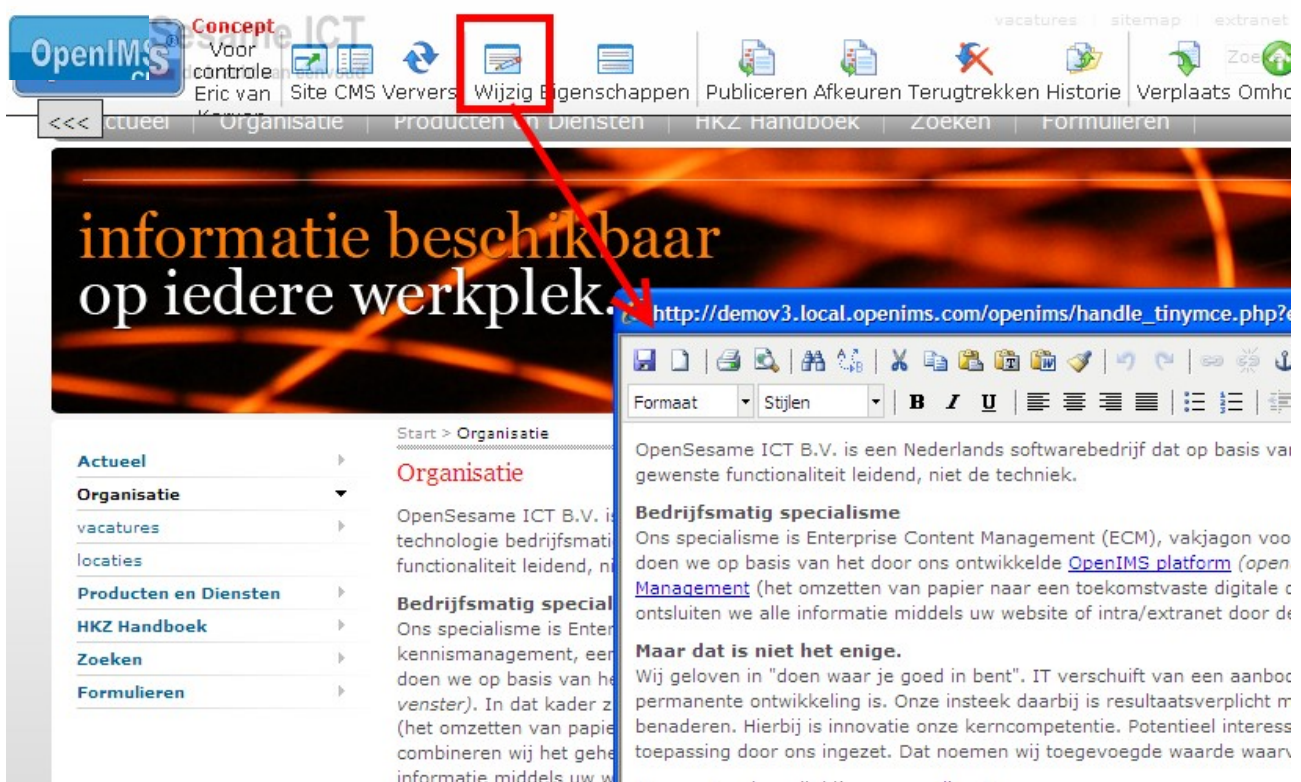 Sesame ICT
vacatures | sitemap | extranet
OpenIMS
Concept
Voor
controle
Eric van
Site CMS Ververs Wijzig Eigenschappen Publiceren Afkeuren Terugtrekken Historie Verplaats
<<< Organisatie | Producten en Diensten | HKZ Handboek | Zoeken | Formulieren |
informatie beschikbaar
op iedere werkplek.
http://demov3.local.openims.com/openims/handle_tinymce.php?e
Formaat Stijlen B I U
Start > Organisatie
Organisatie
Actueel
Organisatie
vacatures
locaties
Producten en Diensten
HKZ Handboek
Zoeken
Formulieren
OpenSesame ICT B.V. is
technologie bedrijfsmati
functionaliteit leidend, ni
Bedrijfsmatig special
Ons specialisme is Enter
kennismanagement, een
doen we op basis van he
venster). In dat kader z
(het omzetten van papie
combineren wij het gehe
informatie middels uw w
OpenSesame ICT B.V. is een Nederlands softwarebedrijf dat op basis van
gewenste functionaliteit leidend, niet de techniek.
Bedrijfsmatig specialisme
Ons specialisme is Enterprise Content Management (ECM), vakjagon voo
doen we op basis van het door ons ontwikkelde OpenIMS platform (open
Management (het omzetten van papier naar een toekomstvaste digitale o
ontsluiten we alle informatie middels uw website of intra/extranet door de
Maar dat is niet het enige.
Wij geloven in "doen waar je goed in bent". IT verschuift van een aanbod
permanente ontwikkeling is. Onze insteek daarbij is resultaatsverplicht m
benaderen. Hierbij is innovatie onze kerncompetentie. Potentieel interess
toepassing door ons ingezet. Dat noemen wij toegevoegde waarde waarv